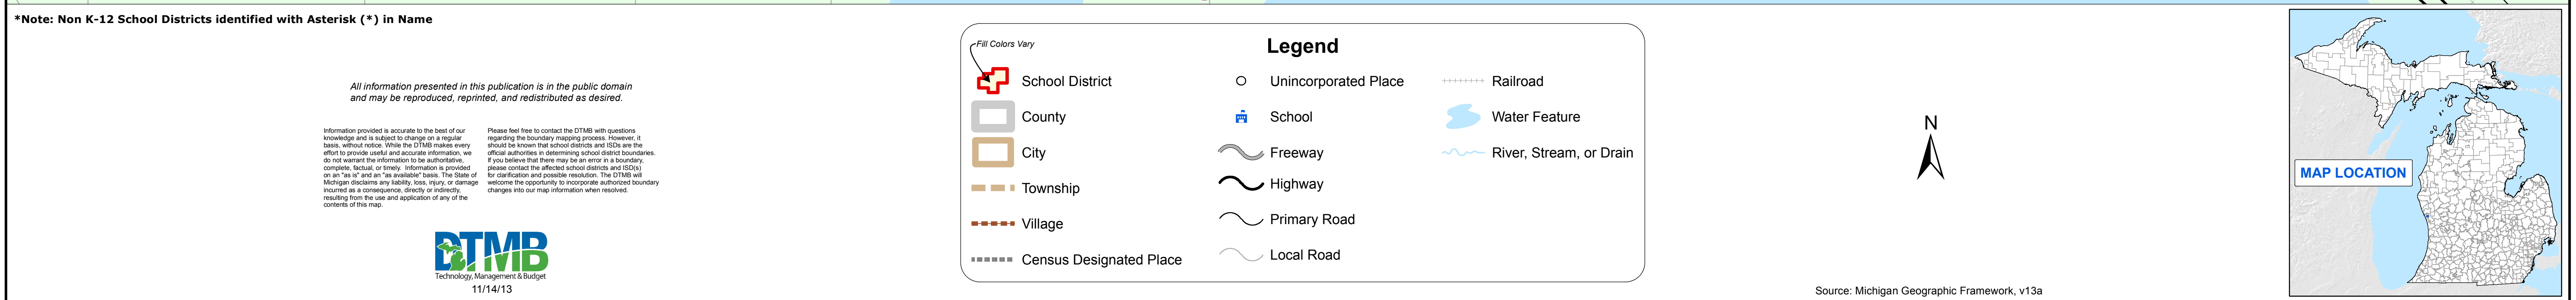 *Note: Non K-12 School Districts identified with Asterisk (*) in Name
All information presented in this publication is in the public domain
and may be reproduced, reprinted, and redistributed as desired.
Information provided is accurate to the best of our
knowledge and is subject to change on a regular
basis, without notice. While the DTMB makes every
effort to provide useful and accurate information, we
do not warrant the information to be authoritative,
complete, factual, or timely.  Information is provided
on an "as is" and an "as available" basis. The State of
Michigan disclaims any liability, loss, injury, or damage
incurred as a consequence, directly or indirectly,
resulting from the use and application of any of the
contents of this map.
Please feel free to contact the DTMB with questions
regarding the boundary mapping process. However, it
should be known that school districts and ISDs are the
official authorities in determining school district boundaries.
If you believe that there may be an error in a boundary,
please contact the affected school districts and ISD(s)
for clarification and possible resolution. The DTMB will
welcome the opportunity to incorporate authorized boundary
changes into our map information when resolved.
DTMB
Technology, Management & Budget
11/14/13
Legend
Fill Colors Vary
School District
County
City
Township
Village
Census Designated Place
Unincorporated Place
School
Freeway
Highway
Primary Road
Local Road
Railroad
Water Feature
River, Stream, or Drain
N
Source: Michigan Geographic Framework, v13a
MAP LOCATION